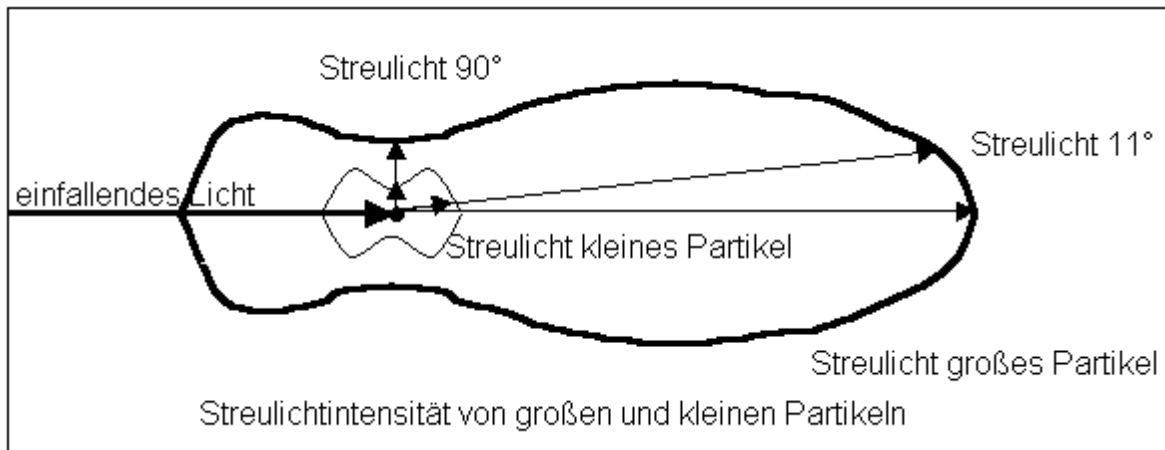 Streulicht 90°
Streulicht 11°
einfallendes Licht
Streulicht kleines Partikel
Streulicht großes Partikel
Streulichtintensität von großen und kleinen Partikeln